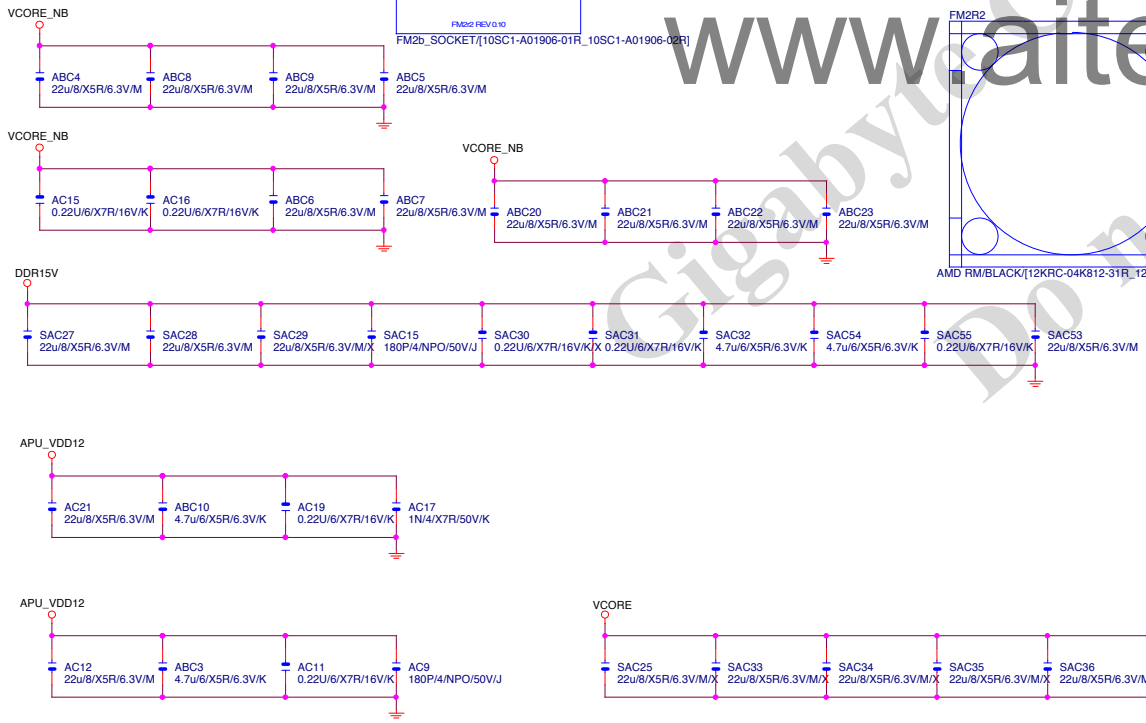 VCORE_NB
FM2r2 REV 0.10
FM2b_SOCKET/[10SC1-A01906-01R_10SC1-A01906-02R]
www.aite
FM2R2
ABC4
22u/8/X5R/6.3V/M
ABC8
22u/8/X5R/6.3V/M
ABC9
22u/8/X5R/6.3V/M
ABC5
22u/8/X5R/6.3V/M
Gigabyte C
VCORE_NB
AC15
0.22U/6/X7R/16V/K
AC16
0.22U/6/X7R/16V/K
ABC6
22u/8/X5R/6.3V/M
ABC7
22u/8/X5R/6.3V/M
VCORE_NB
ABC20
22u/8/X5R/6.3V/M
ABC21
22u/8/X5R/6.3V/M
ABC22
22u/8/X5R/6.3V/M
ABC23
22u/8/X5R/6.3V/M
AMD RM/BLACK/[12KRC-04K812-31R_12
Do n
DDR15V
SAC27
22u/8/X5R/6.3V/M
SAC28
22u/8/X5R/6.3V/M
SAC29
22u/8/X5R/6.3V/M/X
SAC15
180P/4/NPO/50V/J
SAC30
0.22U/6/X7R/16V/K/X
SAC31
0.22U/6/X7R/16V/K
SAC32
4.7u/6/X5R/6.3V/K
SAC54
4.7u/6/X5R/6.3V/K
SAC55
0.22U/6/X7R/16V/K
SAC53
22u/8/X5R/6.3V/M
APU_VDD12
AC21
22u/8/X5R/6.3V/M
ABC10
4.7u/6/X5R/6.3V/K
AC19
0.22U/6/X7R/16V/K
AC17
1N/4/X7R/50V/K
APU_VDD12
AC12
22u/8/X5R/6.3V/M
ABC3
4.7u/6/X5R/6.3V/K
AC11
0.22U/6/X7R/16V/K
AC9
180P/4/NPO/50V/J
VCORE
SAC25
22u/8/X5R/6.3V/M/X
SAC33
22u/8/X5R/6.3V/M/X
SAC34
22u/8/X5R/6.3V/M/X
SAC35
22u/8/X5R/6.3V/M/X
SAC36
22u/8/X5R/6.3V/M